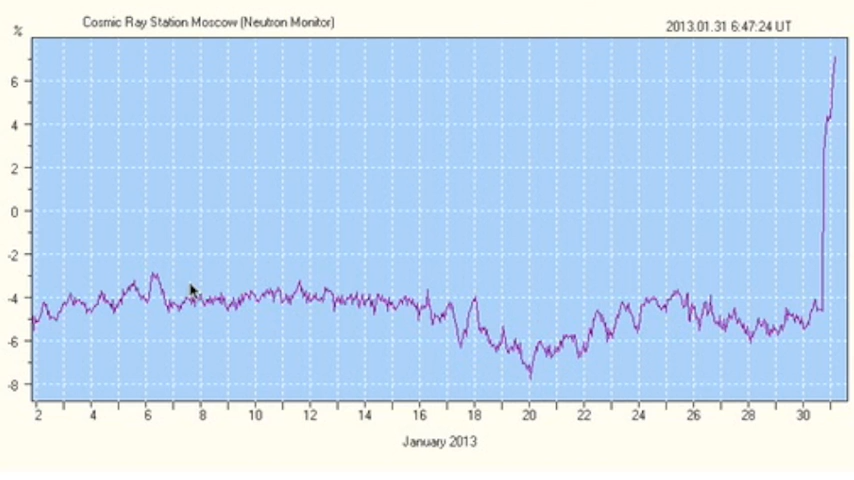 Cosmic Ray Station Moscow (Neutron Monitor)
2013.01.31 6:47:24 UT
%
6
4
2
0
-2
-4
-6
-8
2 4 6 8 10 12 14 16 18 20 22 24 26 28 30
January 2013